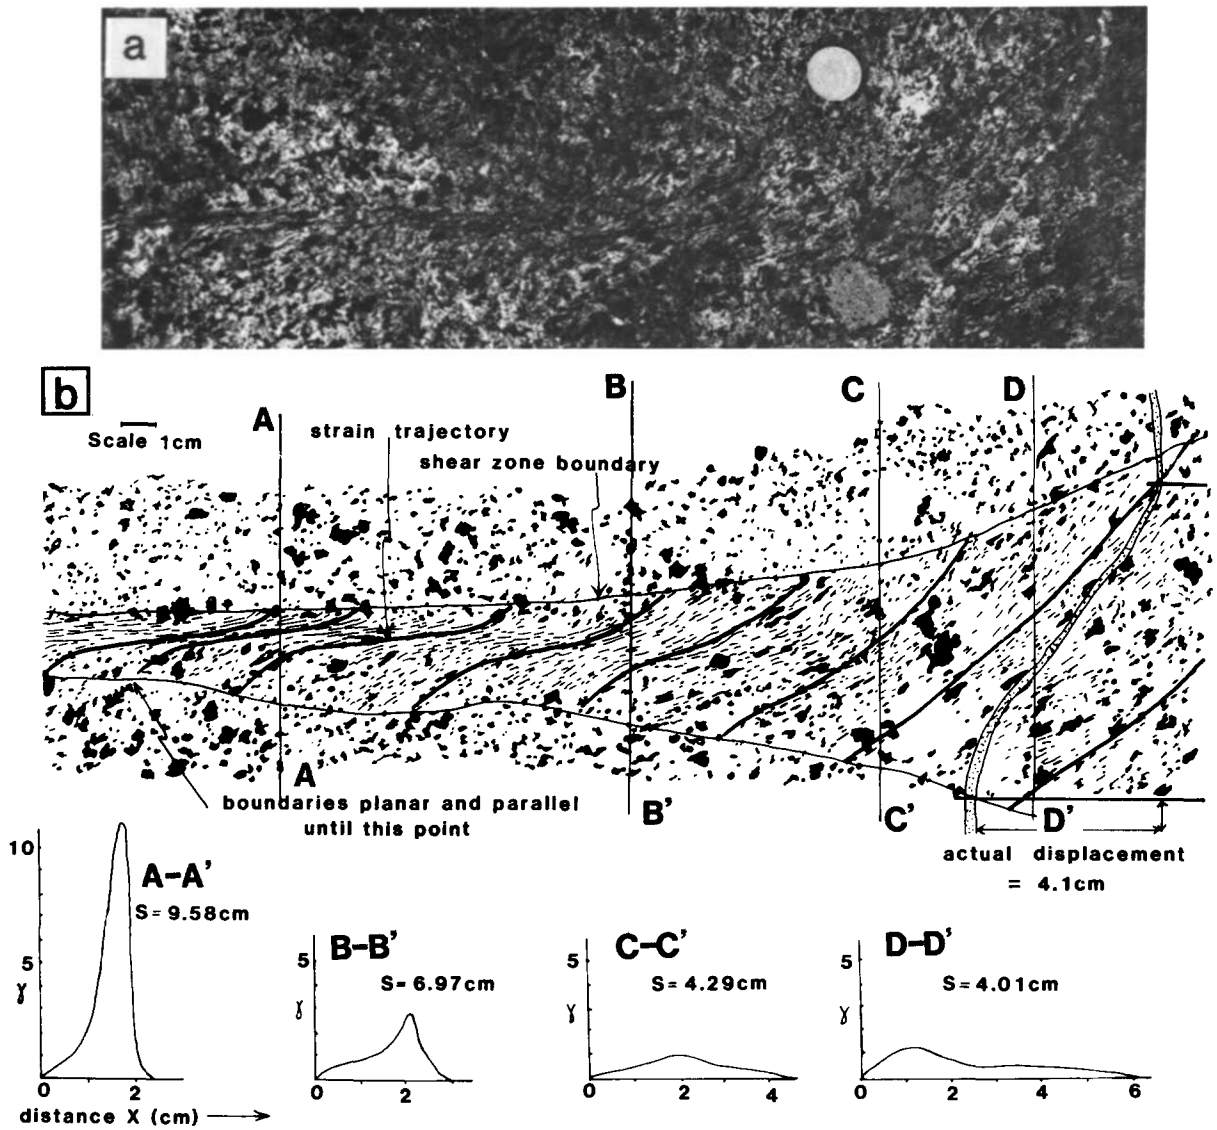 a
b
Scale 1cm
A
B
C
D
strain trajectory
shear zone boundary
A
B'
C'
D'
boundaries planar and parallel
until this point
actual displacement
= 4.1cm
10
5
γ
0
2
A-A'
S= 9.58cm
distance X (cm)
5
γ
0
2
B-B'
S= 6.97cm
5
γ
0
2
4
C-C'
S= 4.29cm
5
γ
0
2
4
6
D-D'
S= 4.01cm